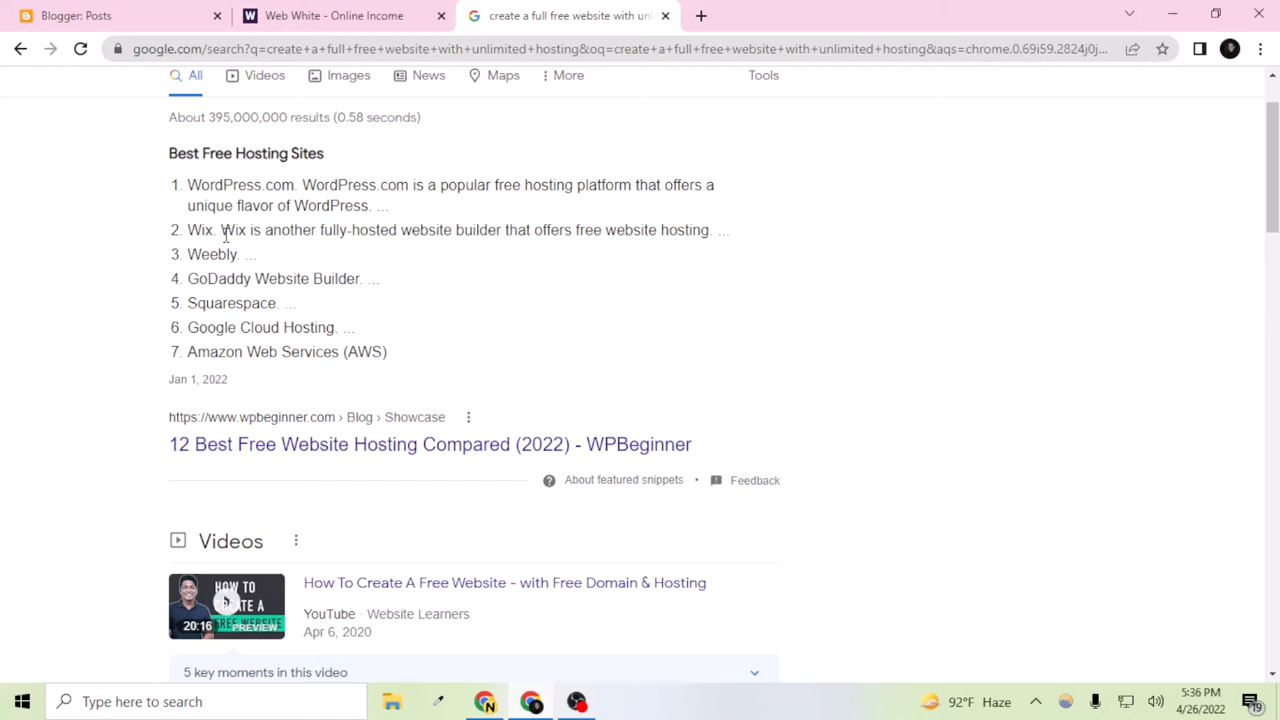 Blogger: Posts
Web White - Online Income
create a full free website with unl
google.com/search?q=create+a+full+free+website+with+unlimited+hosting&oq=create+a+full+free+website+with+unlimited+hosting&aqs=chrome.0.69i59.2824j0j...
All
Videos
Images
News
Maps
More
Tools
About 395,000,000 results (0.58 seconds)
Best Free Hosting Sites
1. WordPress.com. WordPress.com is a popular free hosting platform that offers a
unique flavor of WordPress. ...
2. Wix. Wix is another fully-hosted website builder that offers free website hosting. ...
3. Weebly. ...
4. GoDaddy Website Builder. ...
5. Squarespace. ...
6. Google Cloud Hosting. ...
7. Amazon Web Services (AWS)
Jan 1, 2022
https://www.wpbeginner.com › Blog › Showcase
12 Best Free Website Hosting Compared (2022) - WPBeginner
About featured snippets • Feedback
Videos
HOW TO
CREATE A
FREE WEBSITE
20:16
PREVIEW
How To Create A Free Website - with Free Domain & Hosting
YouTube · Website Learners
Apr 6, 2020
5 key moments in this video
Type here to search
N
92°F Haze
5:36 PM
4/26/2022
19